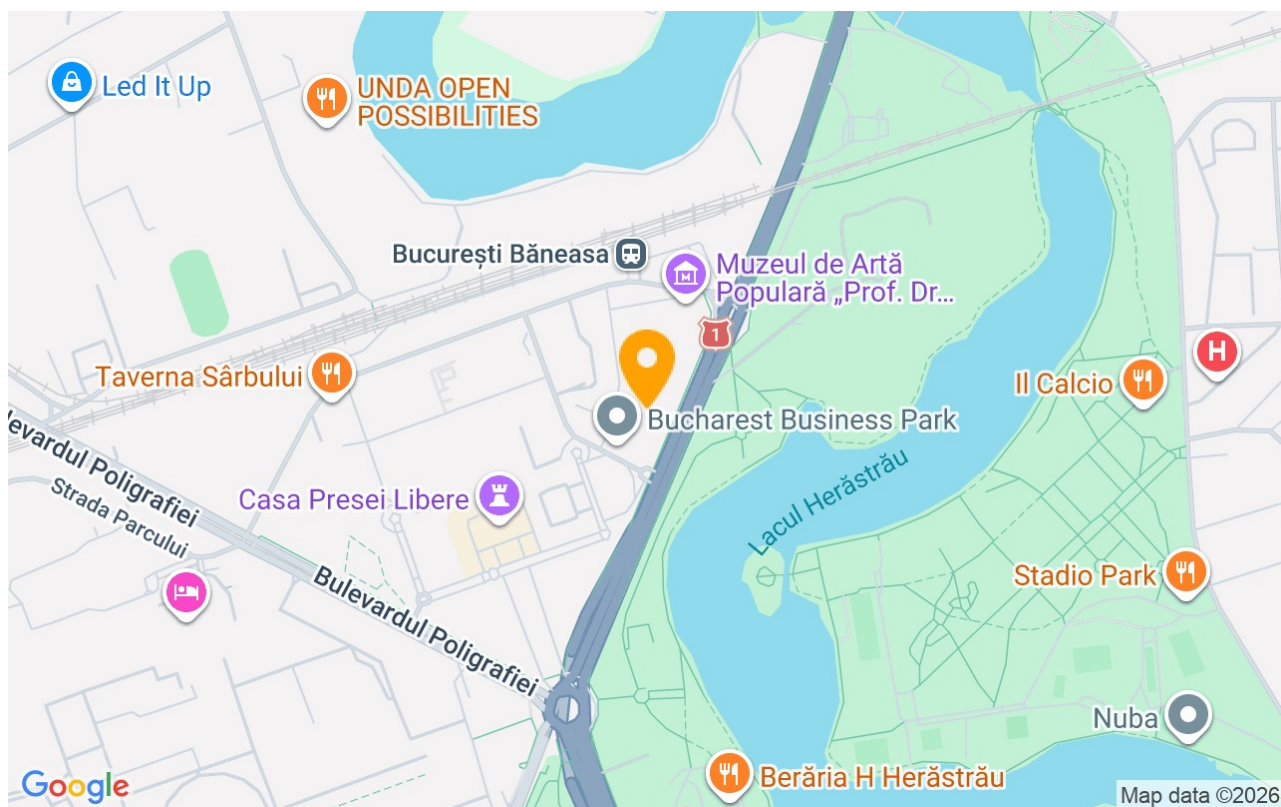 Led It Up
UNDA OPEN
POSSIBILITIES
București Băneasa
Muzeul de Artă
Populară „Prof. Dr...
1
Taverna Sârbului
H
Il Calcio
Bucharest Business Park
Bulevardul Poligrafiei
Strada Parcului
Casa Presei Libere
Lacul Herăstrău
Stadio Park
Bulevardul Poligrafiei
Nuba
Berăria H Herăstrău
Google
Map data ©2026